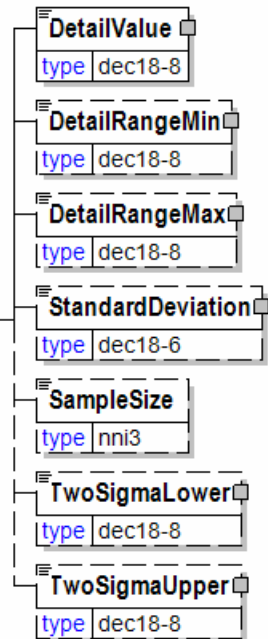 DetailValue
type dec18-8
DetailRangeMin
type dec18-8
DetailRangeMax
type dec18-8
StandardDeviation
type dec18-6
SampleSize
type nni3
TwoSigmaLower
type dec18-8
TwoSigmaUpper
type dec18-8